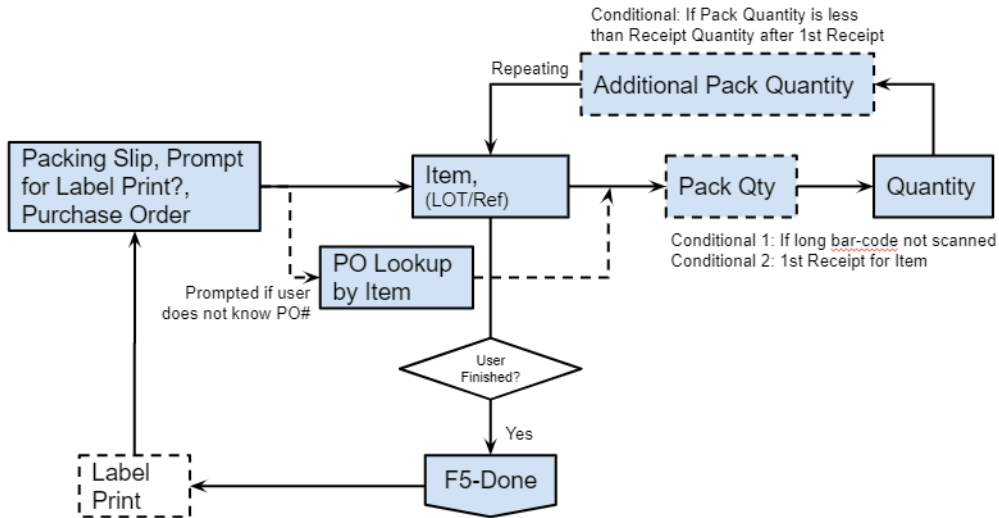 Conditional: If Pack Quantity is less
than Receipt Quantity after 1st Receipt
Repeating
Additional Pack Quantity
Packing Slip, Prompt
for Label Print?,
Purchase Order
Item,
(LOT/Ref)
Pack Qty
Quantity
Conditional 1: If long bar-code not scanned
Conditional 2: 1st Receipt for Item
PO Lookup
by Item
Prompted if user
does not know PO#
User
Finished?
Yes
F5-Done
Label
Print